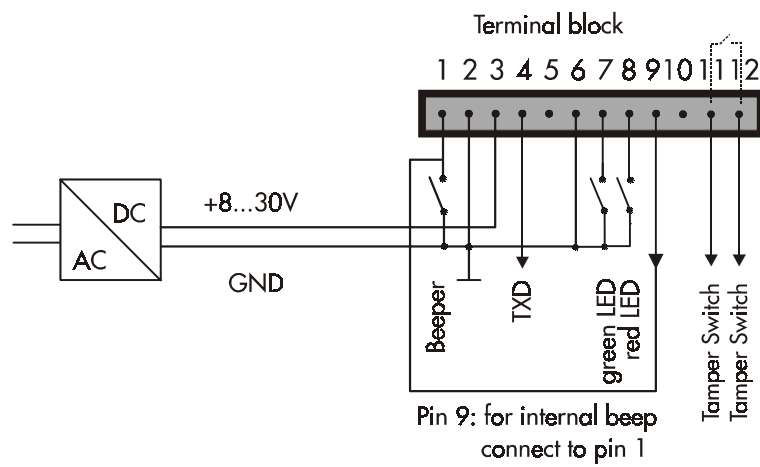 Terminal block
1 2 3 4 5 6 7 8 9 10 11 12
DC
AC
+8...30V
GND
Beeper
TXD
green LED
red LED
Tamper Switch
Tamper Switch
Pin 9: for internal beep
connect to pin 1